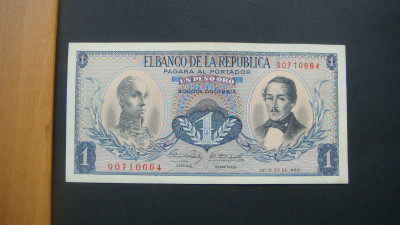 1 EL BANCO DE LA REPUBLICA 1
PAGARA AL PORTADOR 90710664
UN PESO ORO
BOGOTA COLOMBIA
1
90710664
1 1